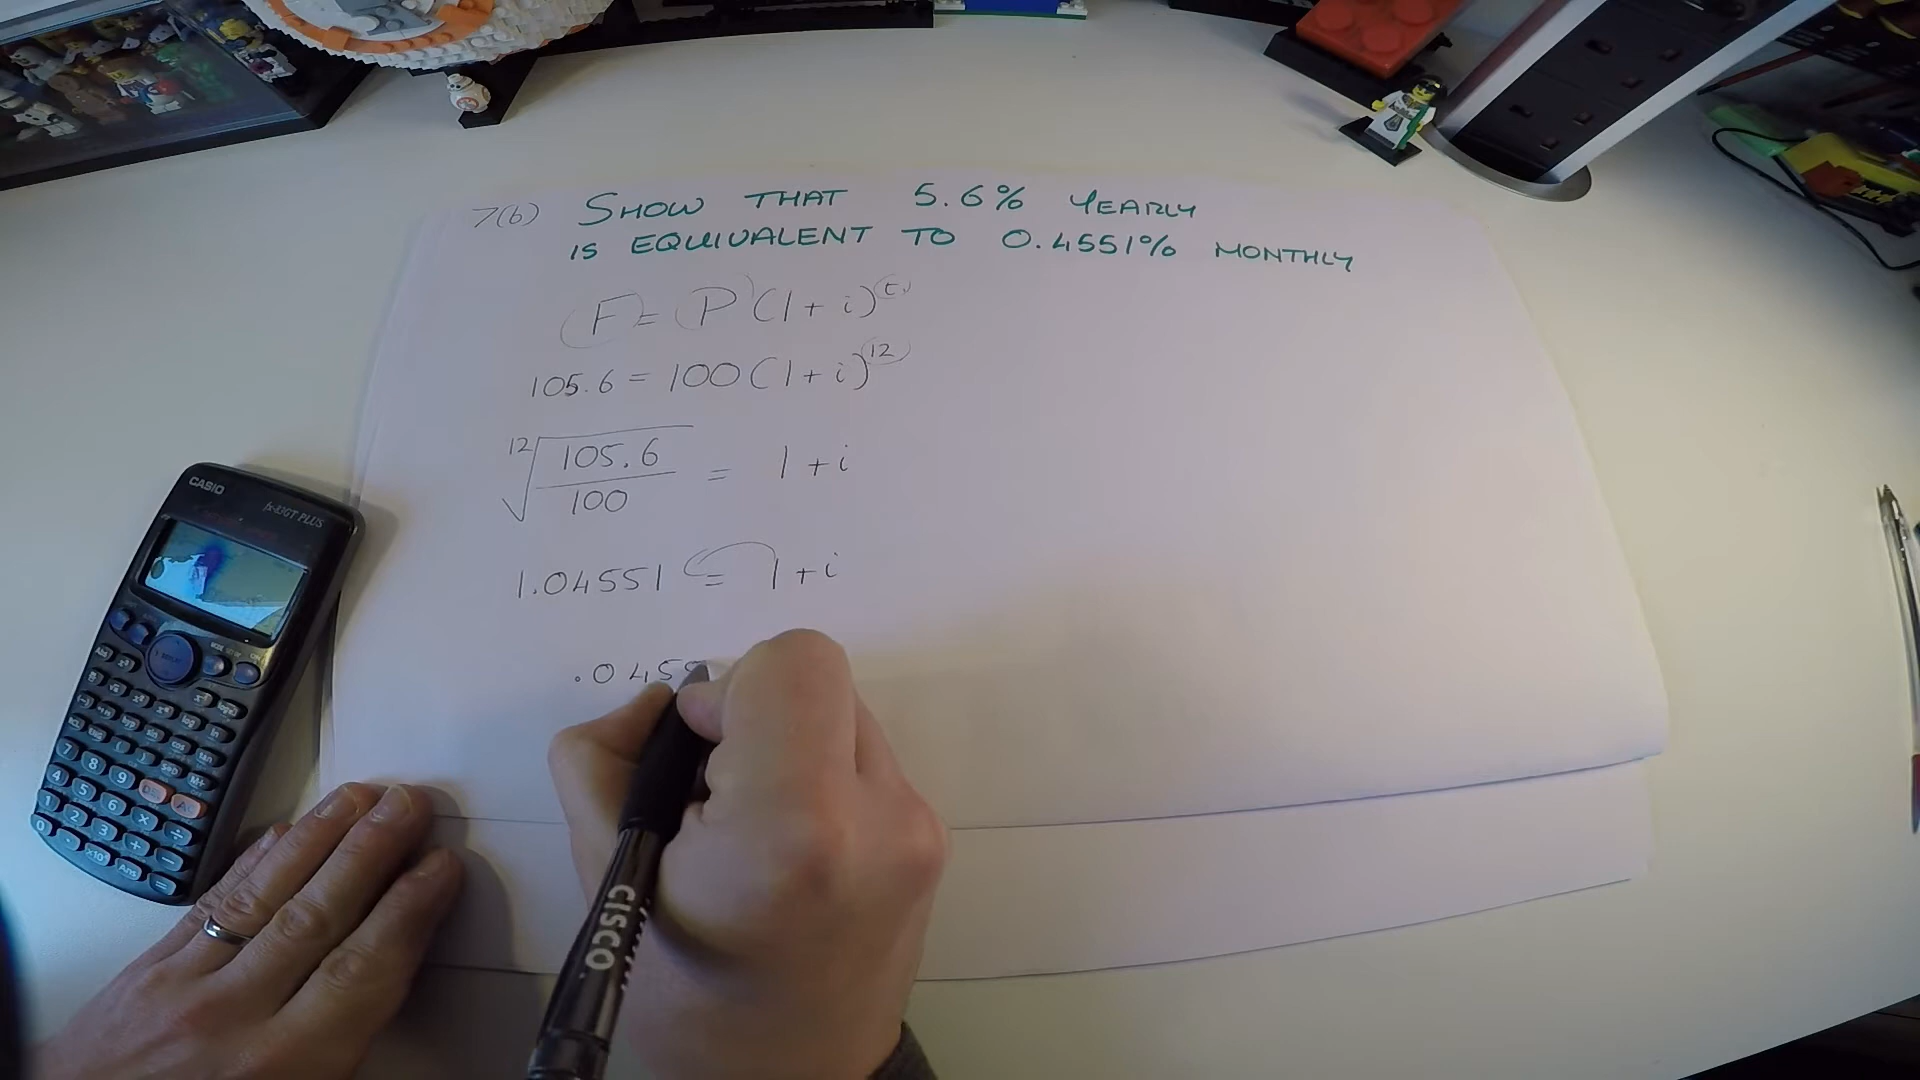 7(b) SHOW THAT 5.6% YEARLY
IS EQUIVALENT TO 0.4551% MONTHLY
F = P(1+i)^t
105.6 = 100(1+i)^12
12√(105.6/100) = 1+i
1.04551 = 1+i
.0455
CASIO
fx-83GT PLUS
CISCO